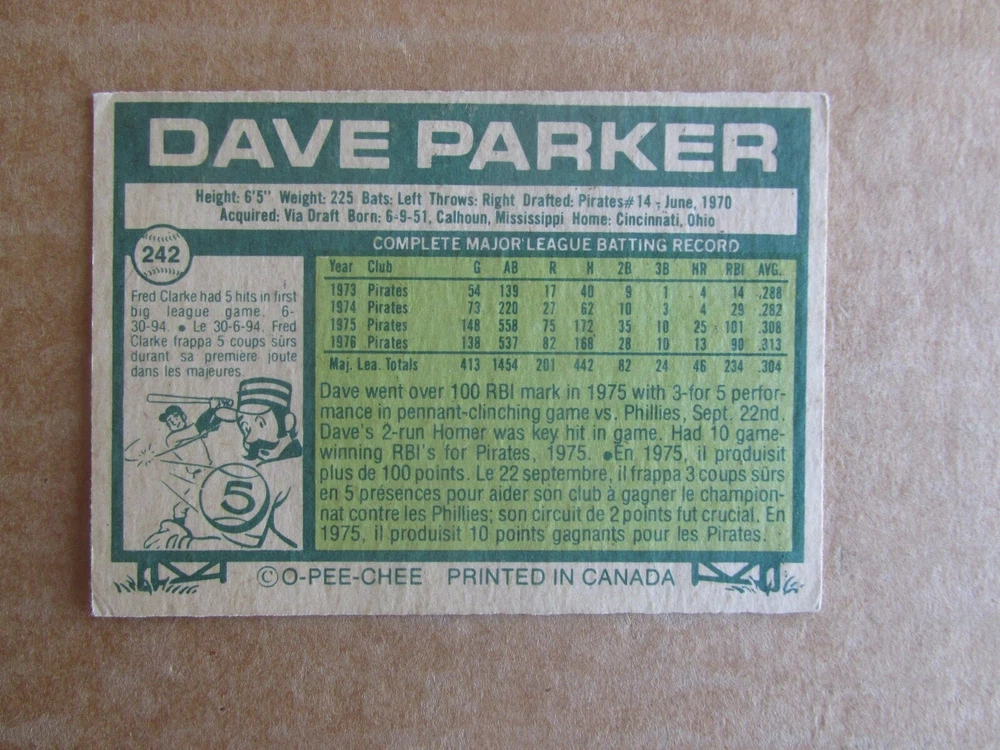 DAVE PARKER
Height: 6'5" Weight: 225 Bats: Left Throws: Right Drafted: Pirates#14 - June, 1970
Acquired: Via Draft Born: 6-9-51, Calhoun, Mississippi Home: Cincinnati, Ohio
242
Fred Clarke had 5 hits in first
big league game. 6-
30-94. ● Le 30-6-94. Fred
Clarke frappa 5 coups sûrs
durant sa première joute
dans les majeures.
5
COMPLETE MAJOR LEAGUE BATTING RECORD
Year Club G AB R H 2B 3B HR RBI AVG.
1973 Pirates 54 139 17 40 9 1 4 14 .288
1974 Pirates 73 220 27 62 10 3 4 29 .282
1975 Pirates 148 558 75 172 35 10 25 101 .308
1976 Pirates 138 537 82 168 28 10 13 90 .313
Maj. Lea. Totals 413 1454 201 442 82 24 46 234 .304
Dave went over 100 RBI mark in 1975 with 3-for 5 perfor-
mance in pennant-clinching game vs. Phillies, Sept. 22nd.
Dave's 2-run Homer was key hit in game. Had 10 game-
winning RBI's for Pirates, 1975. ●En 1975, il produisit
plus de 100 points. Le 22 septembre, il frappa 3 coups sûrs
en 5 présences pour aider son club à gagner le champion-
nat contre les Phillies; son circuit de 2 points fut crucial. En
1975, il produisit 10 points gagnants pour les Pirates.
©O-PEE-CHEE PRINTED IN CANADA